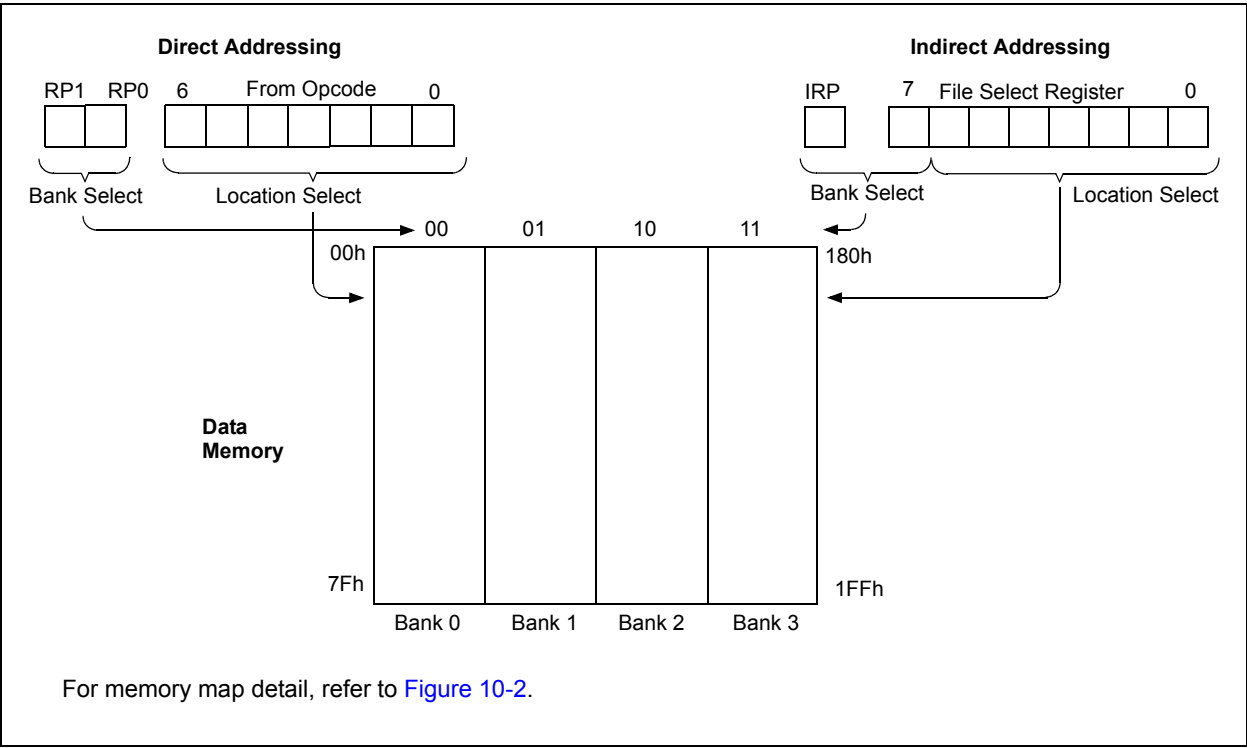 Direct Addressing
Indirect Addressing
RP1 RP0 6 From Opcode 0
IRP 7 File Select Register 0
Bank Select Location Select
Bank Select Location Select
00 01 10 11
00h 180h
Data
Memory
7Fh 1FFh
Bank 0 Bank 1 Bank 2 Bank 3
For memory map detail, refer to Figure 10-2.